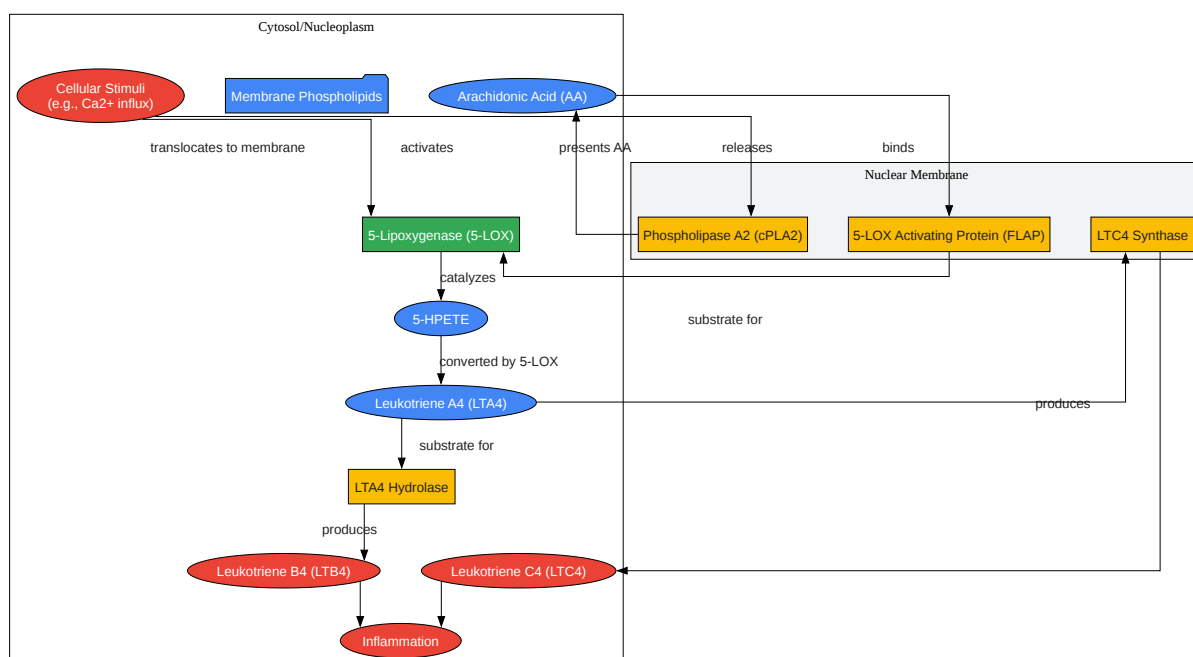 Cytosol/Nucleoplasm
Cellular Stimuli
(e.g., Ca2+ influx)
Membrane Phospholipids
Arachidonic Acid (AA)
translocates to membrane
activates
presents AA
releases
binds
Nuclear Membrane
5-Lipoxygenase (5-LOX)
Phospholipase A2 (cPLA2)
5-LOX Activating Protein (FLAP)
LTC4 Synthase
catalyzes
5-HPETE
substrate for
converted by 5-LOX
Leukotriene A4 (LTA4)
produces
substrate for
LTA4 Hydrolase
produces
Leukotriene B4 (LTB4)
Leukotriene C4 (LTC4)
Inflammation